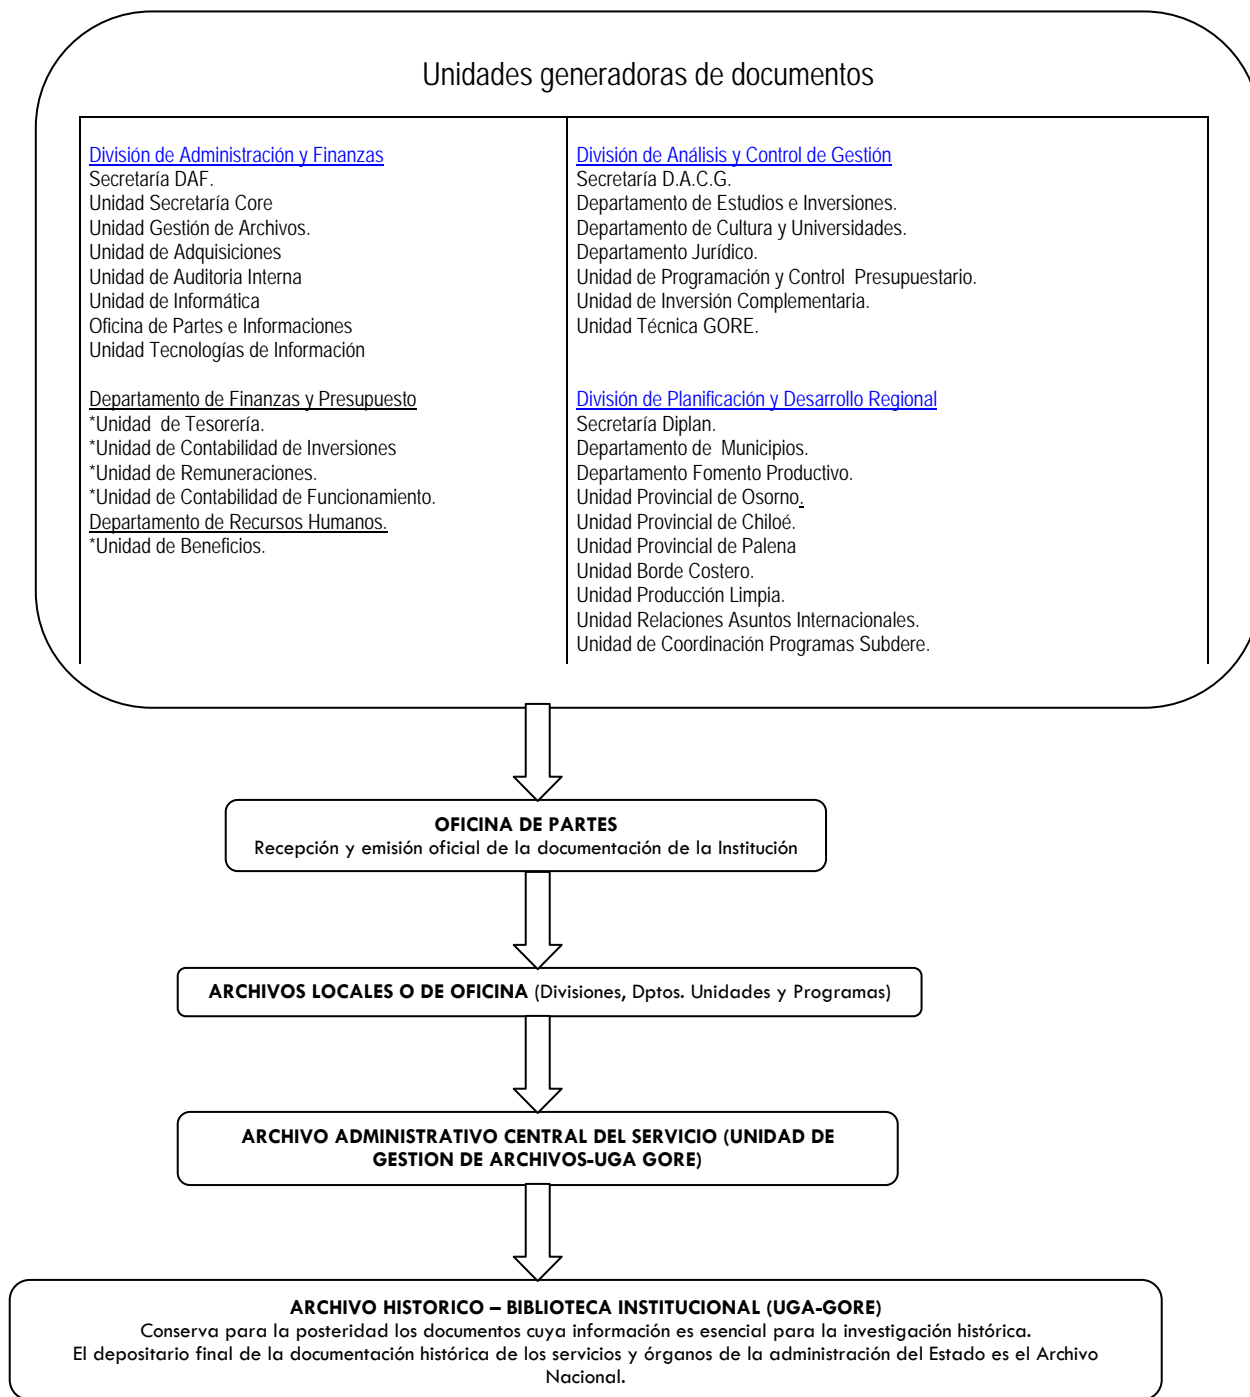 Unidades generadoras de documentos
División de Administración y Finanzas
Secretaría DAF.
Unidad Secretaría Core
Unidad Gestión de Archivos.
Unidad de Adquisiciones
Unidad de Auditoria Interna
Unidad de Informática
Oficina de Partes e Informaciones
Unidad Tecnologías de Información
Departamento de Finanzas y Presupuesto
*Unidad de Tesorería.
*Unidad de Contabilidad de Inversiones
*Unidad de Remuneraciones.
*Unidad de Contabilidad de Funcionamiento.
Departamento de Recursos Humanos.
*Unidad de Beneficios.
División de Análisis y Control de Gestión
Secretaría D.A.C.G.
Departamento de Estudios e Inversiones.
Departamento de Cultura y Universidades.
Departamento Jurídico.
Unidad de Programación y Control Presupuestario.
Unidad de Inversión Complementaria.
Unidad Técnica GORE.
División de Planificación y Desarrollo Regional
Secretaría Diplan.
Departamento de Municipios.
Departamento Fomento Productivo.
Unidad Provincial de Osorno.
Unidad Provincial de Chiloé.
Unidad Provincial de Palena
Unidad Borde Costero.
Unidad Producción Limpia.
Unidad Relaciones Asuntos Internacionales.
Unidad de Coordinación Programas Subdere.
OFICINA DE PARTES
Recepción y emisión oficial de la documentación de la Institución
ARCHIVOS LOCALES O DE OFICINA (Divisiones, Dptos. Unidades y Programas)
ARCHIVO ADMINISTRATIVO CENTRAL DEL SERVICIO (UNIDAD DE
GESTION DE ARCHIVOS-UGA GORE)
ARCHIVO HISTORICO – BIBLIOTECA INSTITUCIONAL (UGA-GORE)
Conserva para la posteridad los documentos cuya información es esencial para la investigación histórica.
El depositario final de la documentación histórica de los servicios y órganos de la administración del Estado es el Archivo
Nacional.